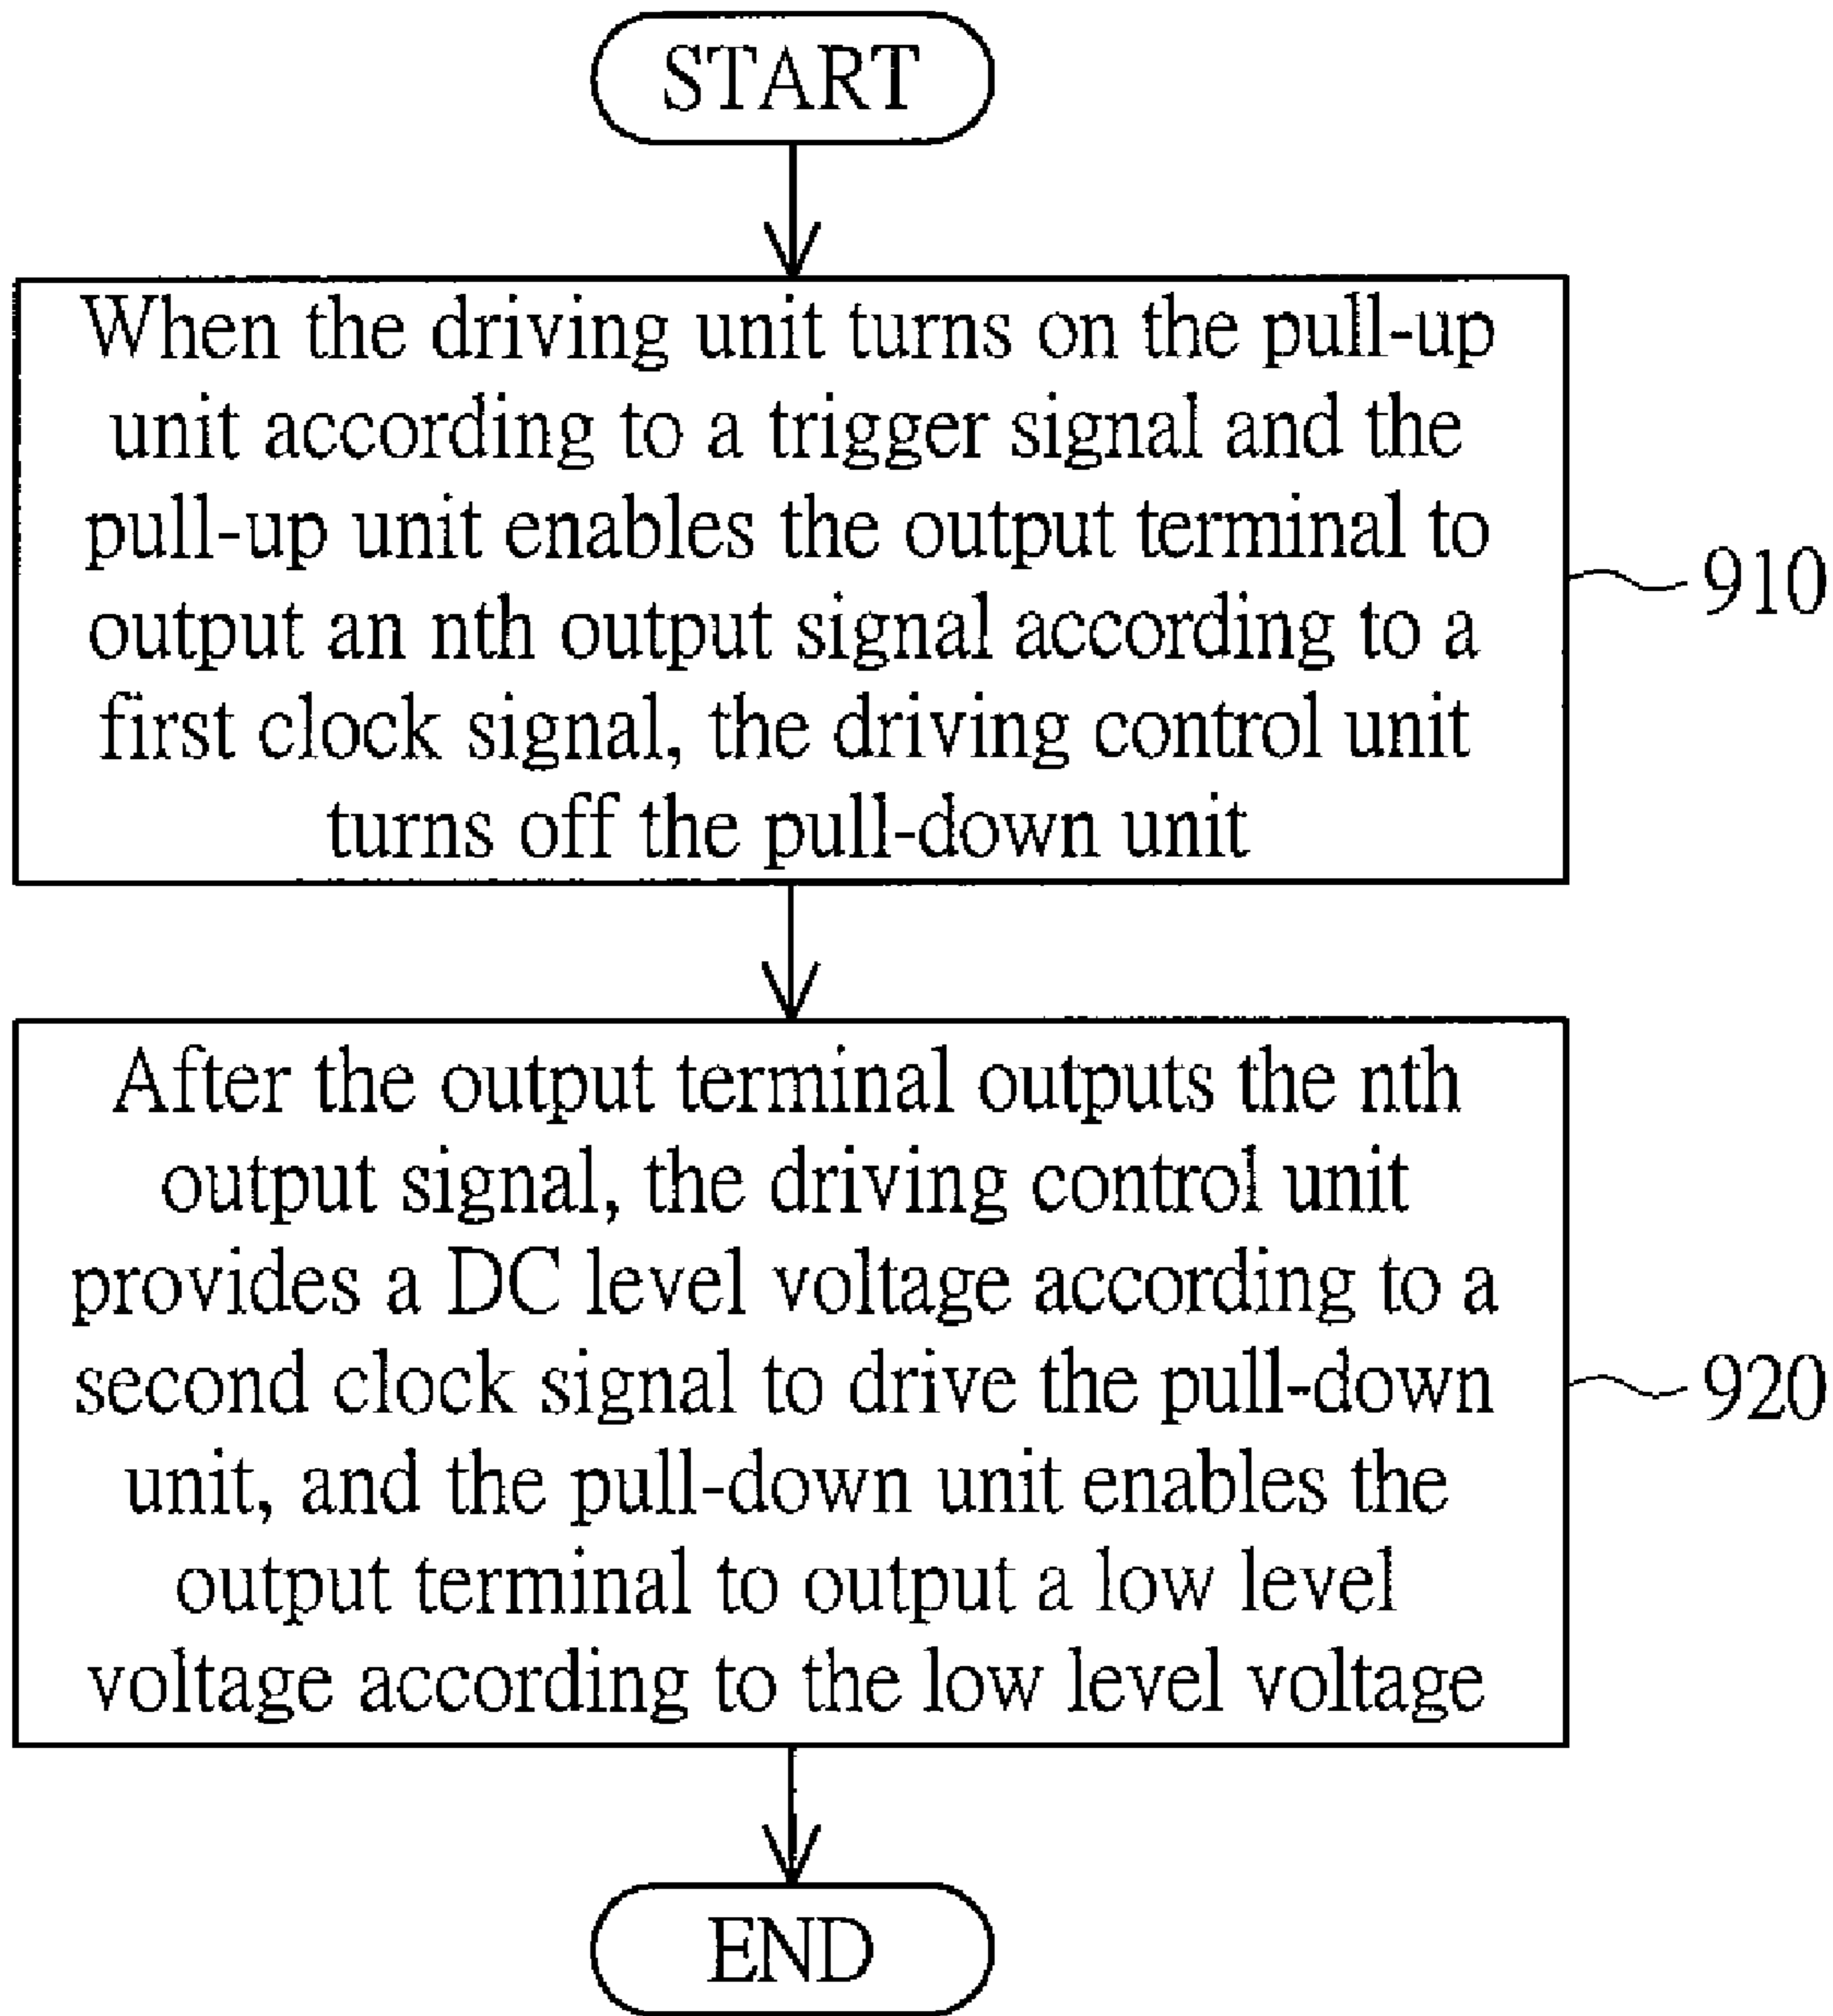 START
When the driving unit turns on the pull-up
unit according to a trigger signal and the
pull-up unit enables the output terminal to
output an nth output signal according to a
first clock signal, the driving control unit
turns off the pull-down unit
910
After the output terminal outputs the nth
output signal, the driving control unit
provides a DC level voltage according to a
second clock signal to drive the pull-down
unit, and the pull-down unit enables the
output terminal to output a low level
voltage according to the low level voltage
920
END